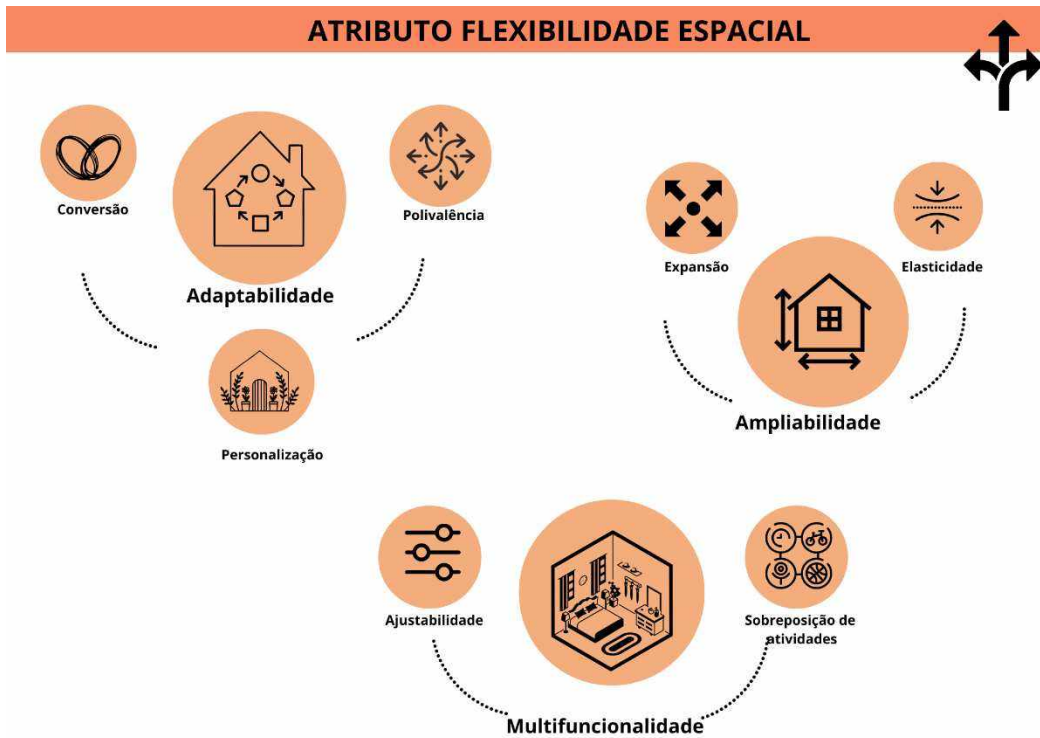 ATRIBUTO FLEXIBILIDADE ESPACIAL
Conversão
Polivalência
Adaptabilidade
Personalização
Expansão
Elasticidade
Ampliabilidade
Ajustabilidade
Sobreposição de
atividades
Multifuncionalidade